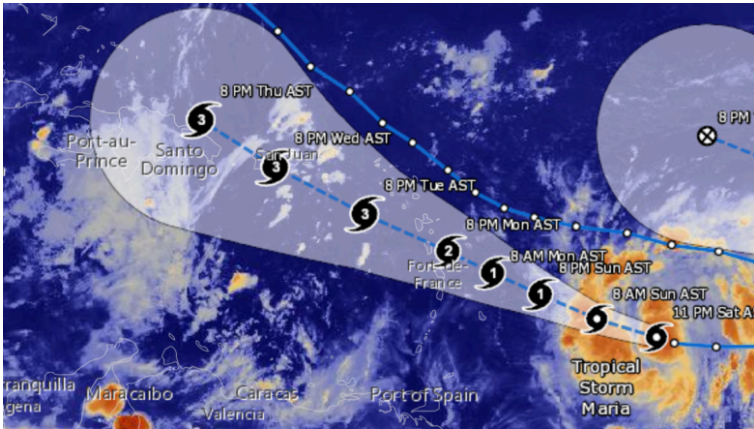 8 PM Thu AST
3
8 PM
8 PM Wed AST
Port-au-
Prince
Santo
Domingo
San Juan
3
8 PM Tue AST
3
8 PM Mon AST
2
8 AM Mon AST
Fort-de-
France
1
8 PM Sun AST
1
8 AM Sun AST
11 PM Sat A
Tropical
Storm
Maria
rranquilla
gena
Maracaibo
Caracas
Valencia
Port of Spain